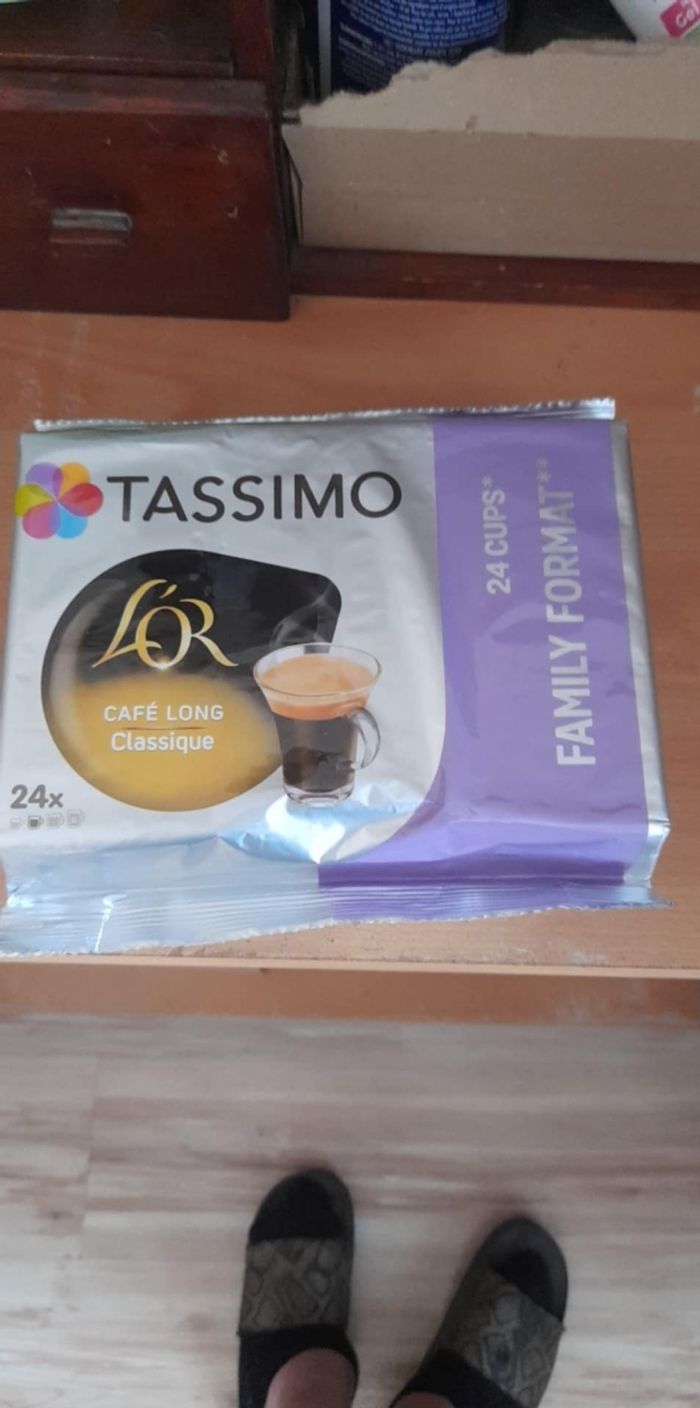 TASSIMO
L'OR
CAFÉ LONG
Classique
24x
24 CUPS*
FAMILY FORMAT**